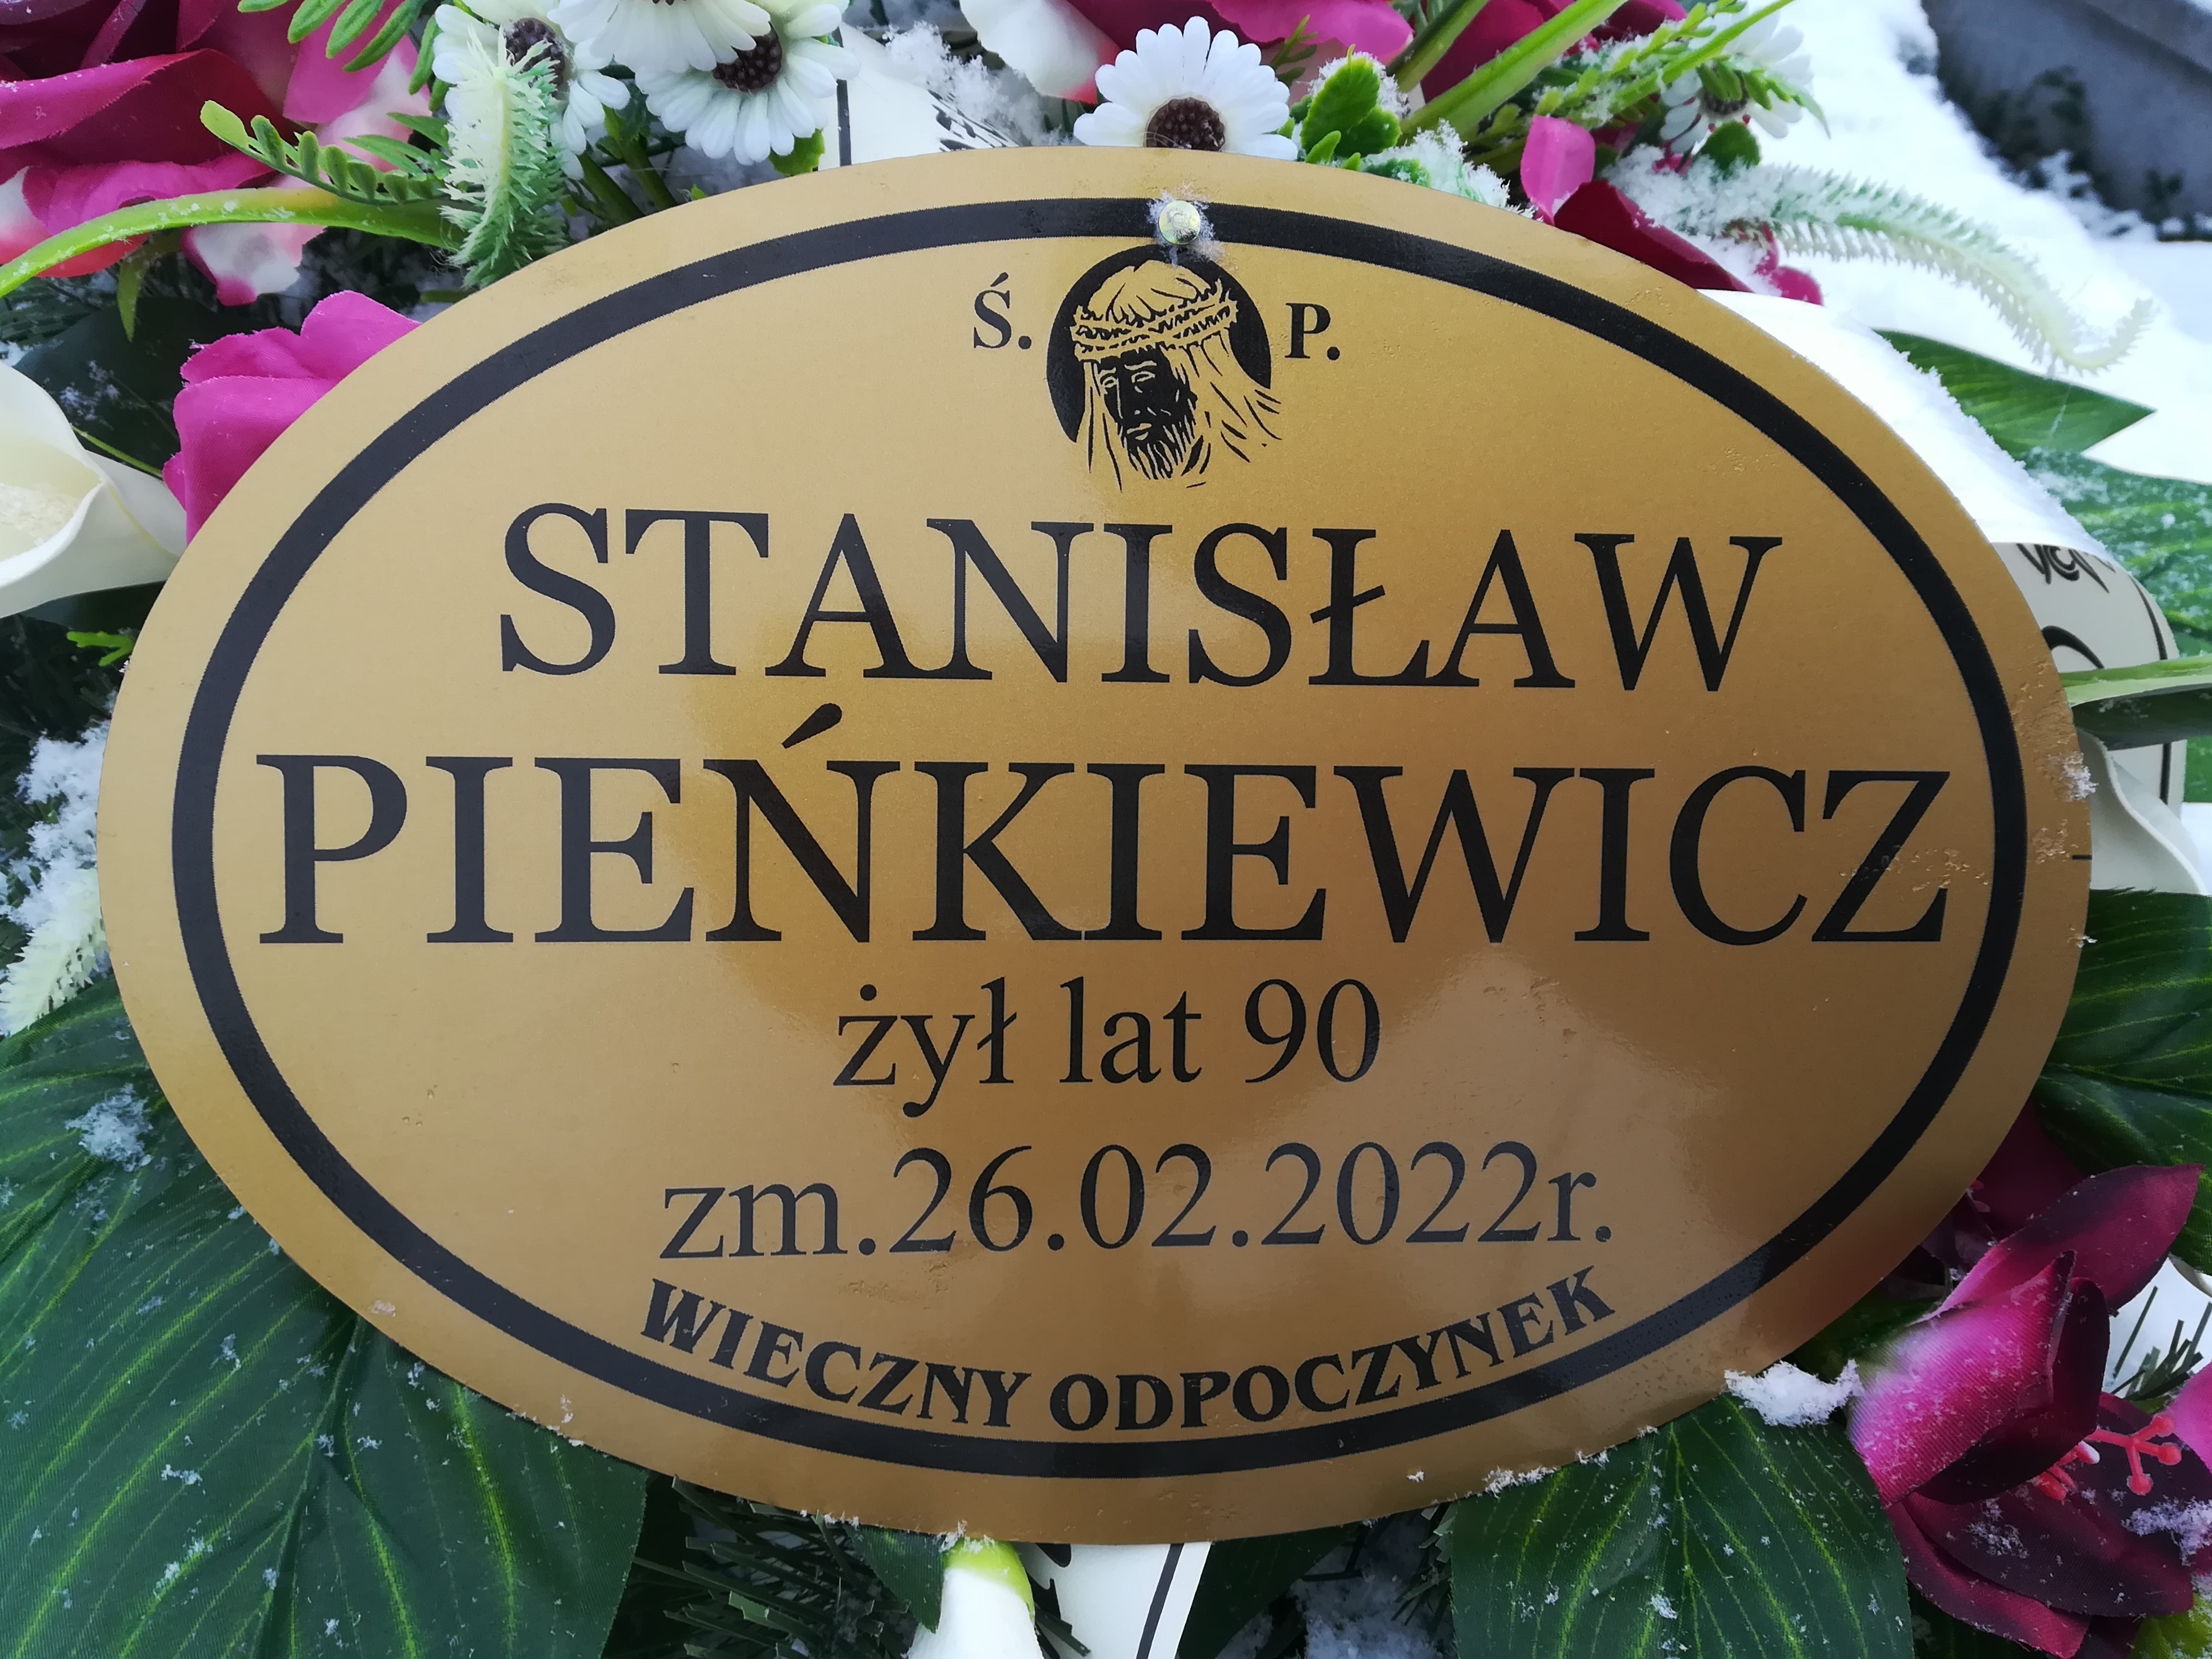 Ś. P.
STANISŁAW
PIEŃKIEWICZ
żył lat 90
zm.26.02.2022r.
WIECZNY ODPOCZYNEK